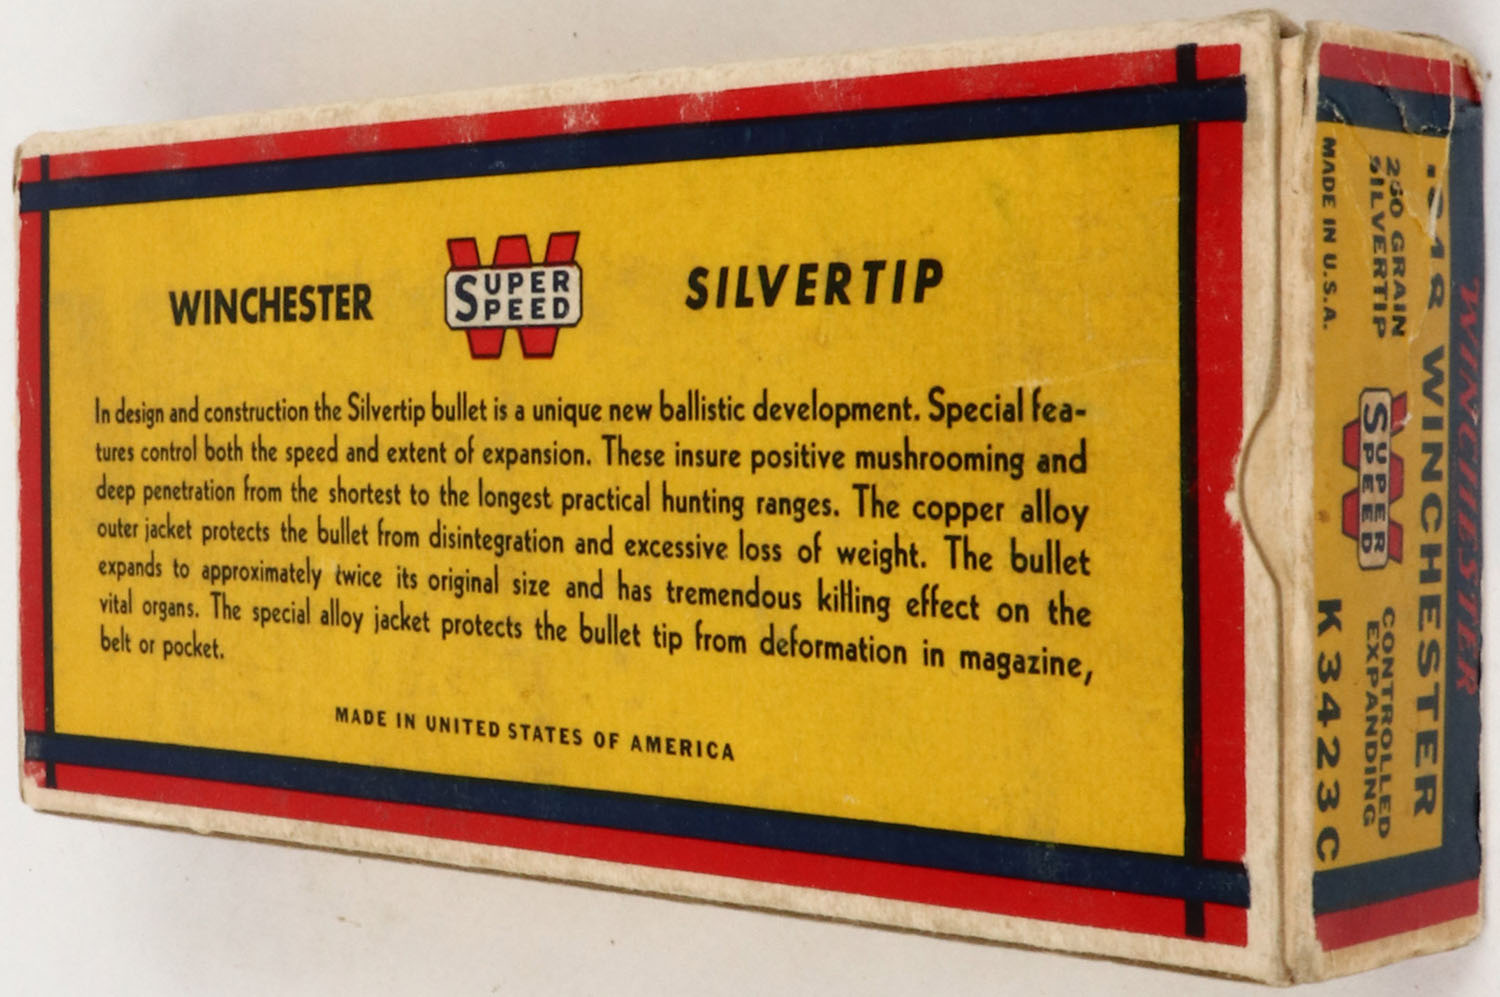 WINCHESTER SUPER SPEED SILVERTIP
In design and construction the Silvertip bullet is a unique new ballistic development. Special fea-
tures control both the speed and extent of expansion. These insure positive mushrooming and
deep penetration from the shortest to the longest practical hunting ranges. The copper alloy
outer jacket protects the bullet from disintegration and excessive loss of weight. The bullet
expands to approximately twice its original size and has tremendous killing effect on the
vital organs. The special alloy jacket protects the bullet tip from deformation in magazine,
belt or pocket.
MADE IN UNITED STATES OF AMERICA
WINCHESTER
WINCHESTER
GRAIN
SILVERTIP
SUPER
SPEED
CONTROLLED
EXPANDING
MADE IN U.S.A.
K3423C